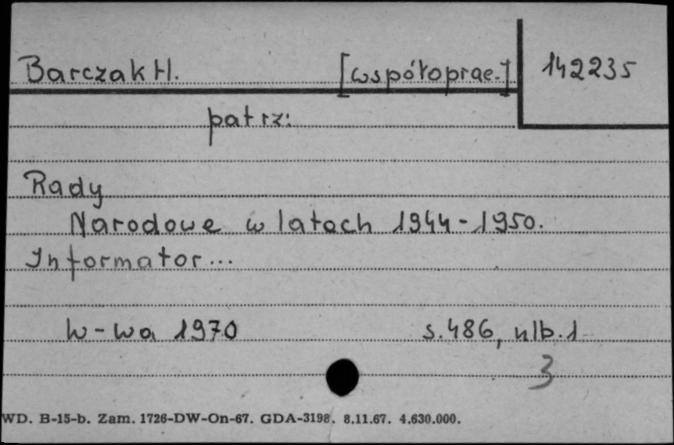 Barczak H. [współoprac.] 142235
patrz:
Rady
Narodowe w latach 1944-1950.
Informator...
W-wa 1970 s.486, nlb.1
3
WD. B-15-b. Zam. 1726-DW-On-67. GDA-3198. 8.11.67. 4.630.000.